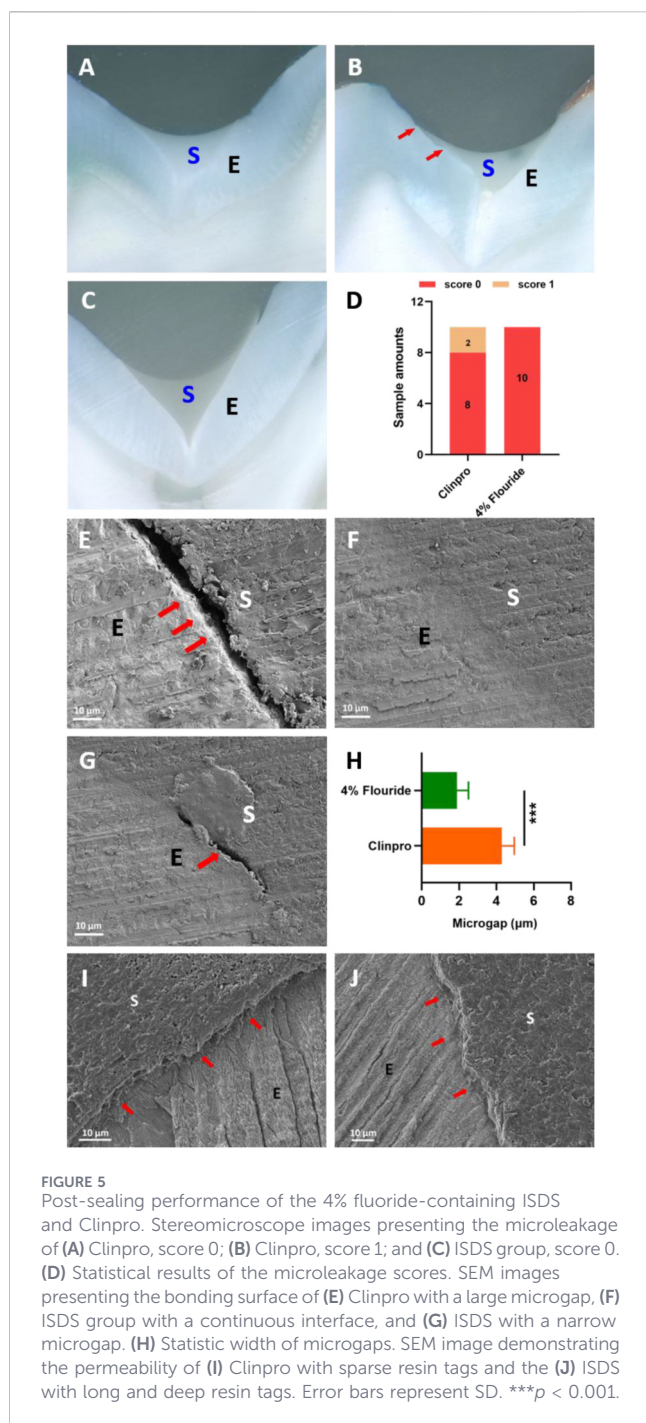 A
S
E
B
S
E
C
S
E
D
score 0 score 1
Sample amounts
12
8
4
0
2
8
10
Clinpro
4% Flouride
E
E
S
10 µm
F
E
S
10 µm
G
E
S
10 µm
H
4% Flouride
Clinpro
***
0 2 4 6 8
Microgap (µm)
I
S
E
10 µm
J
E
S
10 µm
FIGURE 5
Post-sealing performance of the 4% fluoride-containing ISDS
and Clinpro. Stereomicroscope images presenting the microleakage
of (A) Clinpro, score 0; (B) Clinpro, score 1; and (C) ISDS group, score 0.
(D) Statistical results of the microleakage scores. SEM images
presenting the bonding surface of (E) Clinpro with a large microgap, (F)
ISDS group with a continuous interface, and (G) ISDS with a narrow
microgap. (H) Statistic width of microgaps. SEM image demonstrating
the permeability of (I) Clinpro with sparse resin tags and the (J) ISDS
with long and deep resin tags. Error bars represent SD. ***p < 0.001.